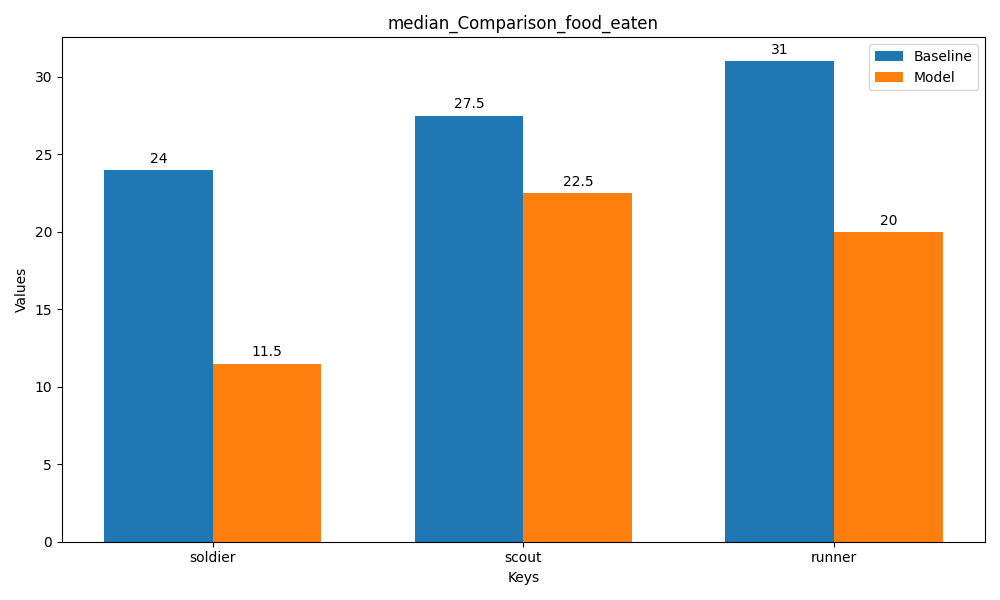 median_Comparison_food_eaten
Baseline
Model
31
27.5
24
22.5
20
11.5
30
25
20
15
10
5
0
Values
soldier
scout
runner
Keys